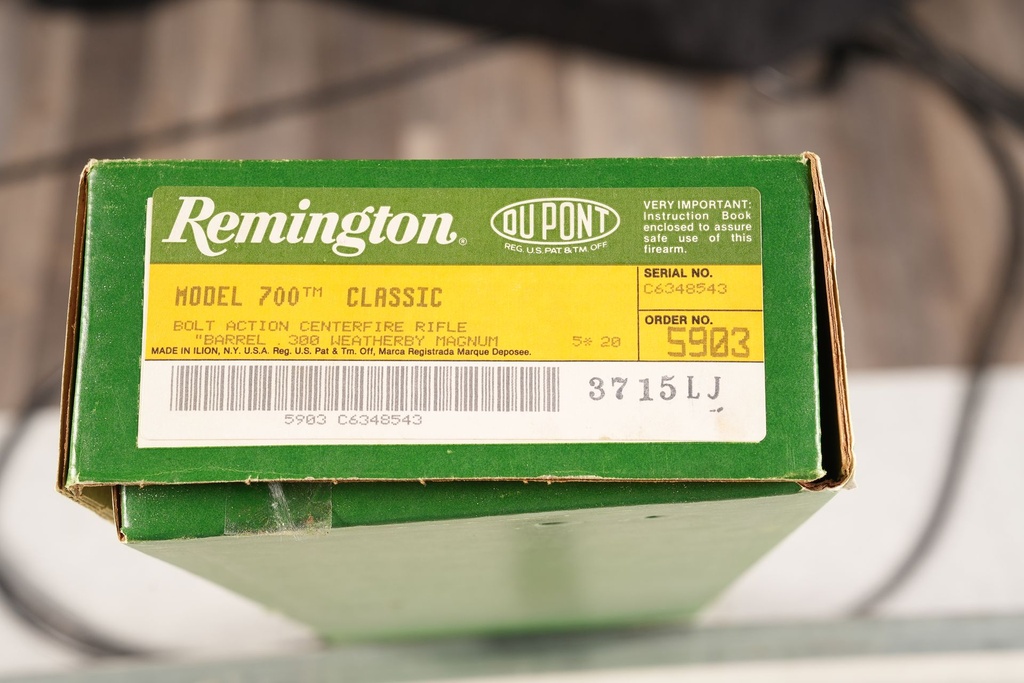 Remington®
DU PONT
REG. U.S. PAT & TM. OFF.
VERY IMPORTANT:
Instruction Book
enclosed to assure
safe use of this
firearm.
MODEL 700™ CLASSIC
BOLT ACTION CENTERFIRE RIFLE
"BARREL .300 WEATHERBY MAGNUM 5* 20
MADE IN ILION, N.Y. U.S.A. Reg. U.S. Pat & Tm. Off, Marca Registrada Marque Deposee.
SERIAL NO.
C6348543
ORDER NO.
5903
5903 C6348543
3715LJ